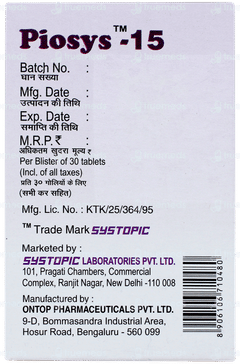 Piosys™-15
Batch No. :
घान संख्या
Mfg. Date :
उत्पादन की तिथि
Exp. Date :
समाप्ति की तिथि
M.R.P.₹ :
अधिकतम खुदरा मूल्य ₹
Per Blister of 30 tablets
(Incl. of all taxes)
प्रति ३० गोलियों के लिए
(सभी कर सहित)
Mfg. Lic. No. : KTK/25/364/95
™ Trade Mark SYSTOPIC
Marketed by :
SYSTOPIC LABORATORIES PVT. LTD.
101, Pragati Chambers, Commercial
Complex, Ranjit Nagar, New Delhi -110 008
Manufactured by :
ONTOP PHARMACEUTICALS PVT. LTD.
9-D, Bommasandra Industrial Area,
Hosur Road, Bengaluru - 560 099
8906106710480